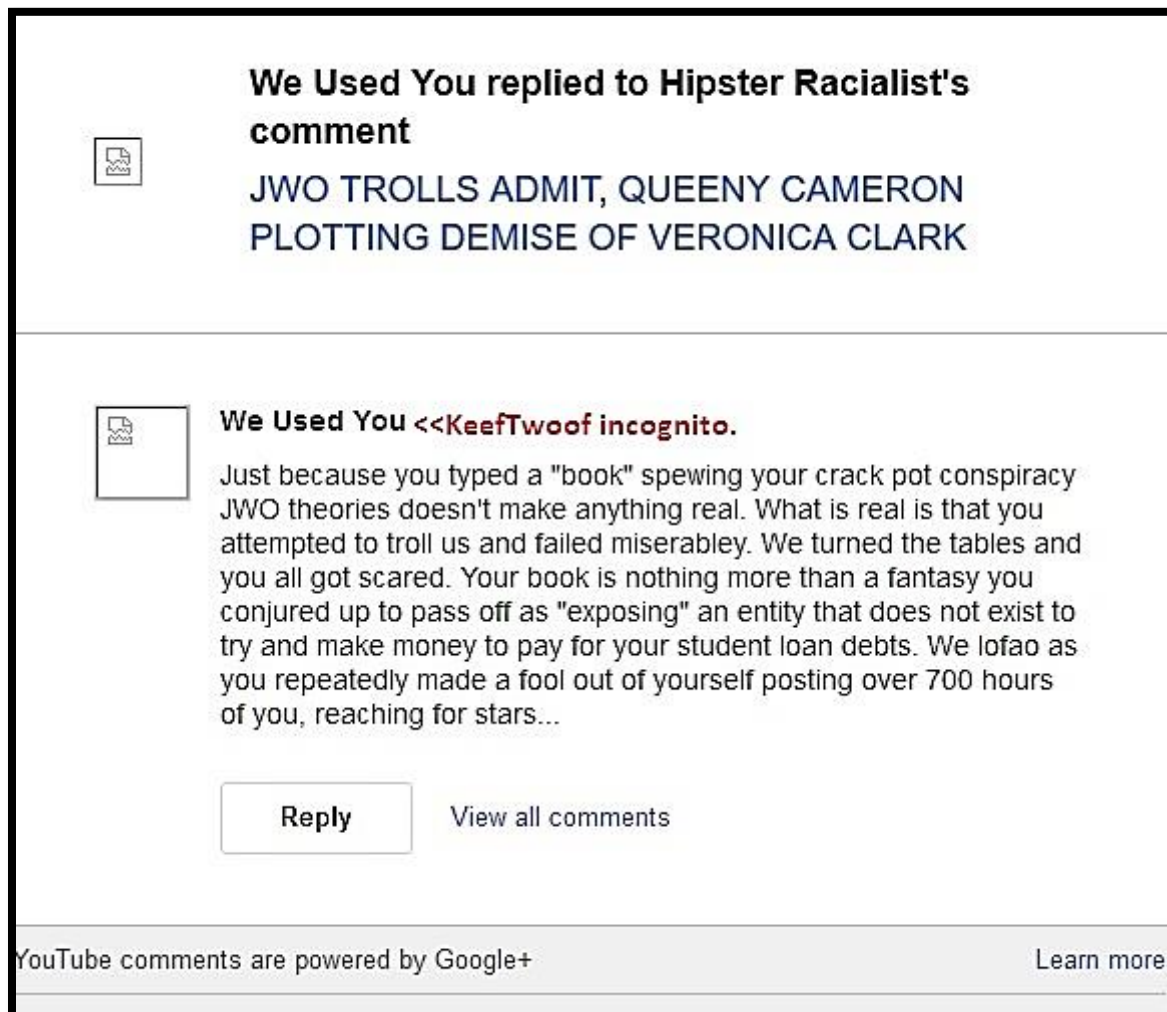 We Used You replied to Hipster Racialist's
comment
JWO TROLLS ADMIT, QUEENY CAMERON
PLOTTING DEMISE OF VERONICA CLARK
We Used You <<KeefTwoof incognito.
Just because you typed a "book" spewing your crack pot conspiracy
JWO theories doesn't make anything real. What is real is that you
attempted to troll us and failed miserabley. We turned the tables and
you all got scared. Your book is nothing more than a fantasy you
conjured up to pass off as "exposing" an entity that does not exist to
try and make money to pay for your student loan debts. We lofao as
you repeatedly made a fool out of yourself posting over 700 hours
of you, reaching for stars...
Reply View all comments
YouTube comments are powered by Google+ Learn more